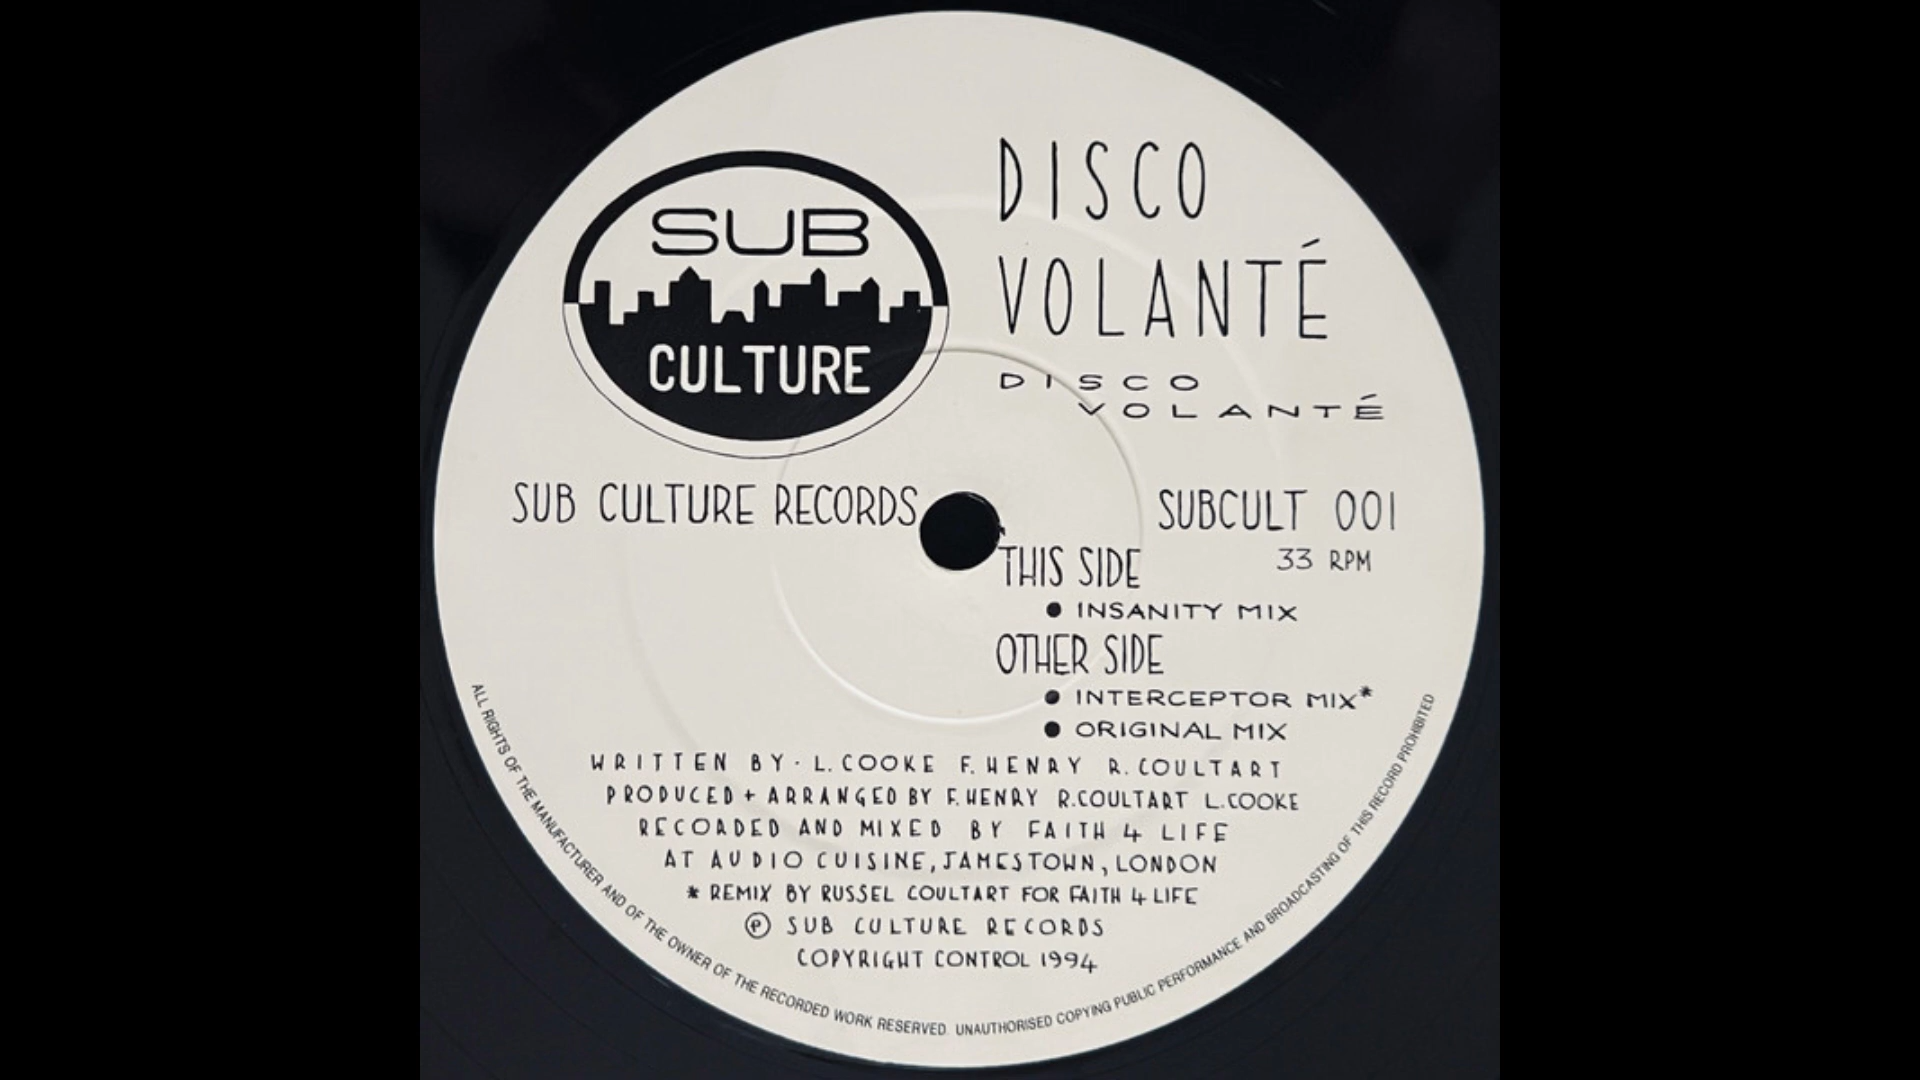 SUB
CULTURE
DISCO
VOLANTÉ
DISCO
VOLANTÉ
SUB CULTURE RECORDS
SUBCULT 001
33 RPM
THIS SIDE
● INSANITY MIX
OTHER SIDE
● INTERCEPTOR MIX*
● ORIGINAL MIX
WRITTEN BY· L. COOKE F. HENRY R. COULTART
PRODUCED + ARRANGED BY F. HENRY R. COULTART L. COOKE
RECORDED AND MIXED BY FAITH 4 LIFE
AT AUDIO CUISINE, JAMESTOWN, LONDON
* REMIX BY RUSSEL COULTART FOR FAITH 4 LIFE
Ⓟ SUB CULTURE RECORDS
COPYRIGHT CONTROL 1994
ALL RIGHTS OF THE MANUFACTURER AND OF THE OWNER OF THE RECORDED WORK RESERVED. UNAUTHORISED COPYING PUBLIC PERFORMANCE AND BROADCASTING OF THIS RECORD PROHIBITED